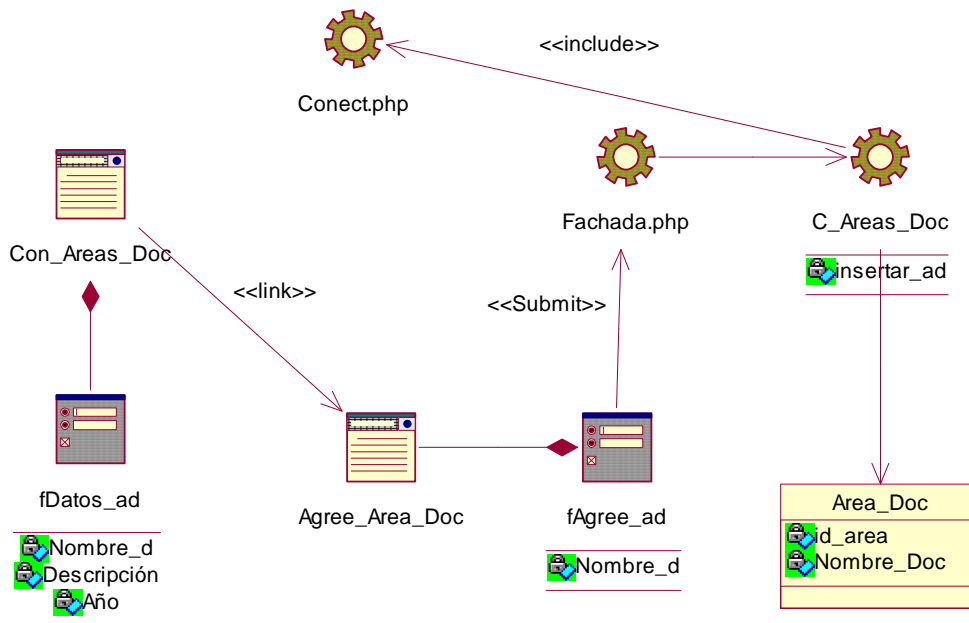 <<include>>
Conect.php
Fachada.php
C_Areas_Doc
insertar_ad
Con_Areas_Doc
<<link>>
<<Submit>>
fDatos_ad
Nombre_d
Descripción
Año
Agree_Area_Doc
fAgree_ad
Nombre_d
Area_Doc
id_area
Nombre_Doc